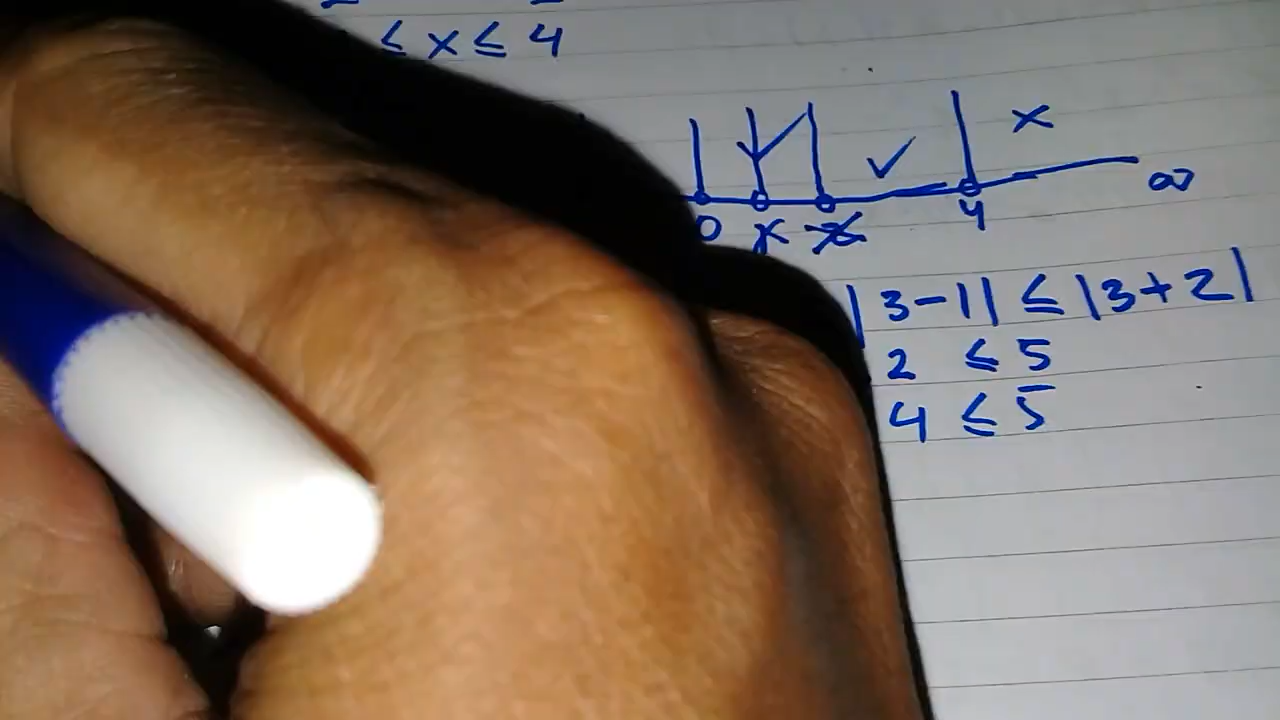 ≤ x ≤ 4
x
∞
0 x 4
|3-1| ≤ |3+2|
2 ≤ 5
4 ≤ 5